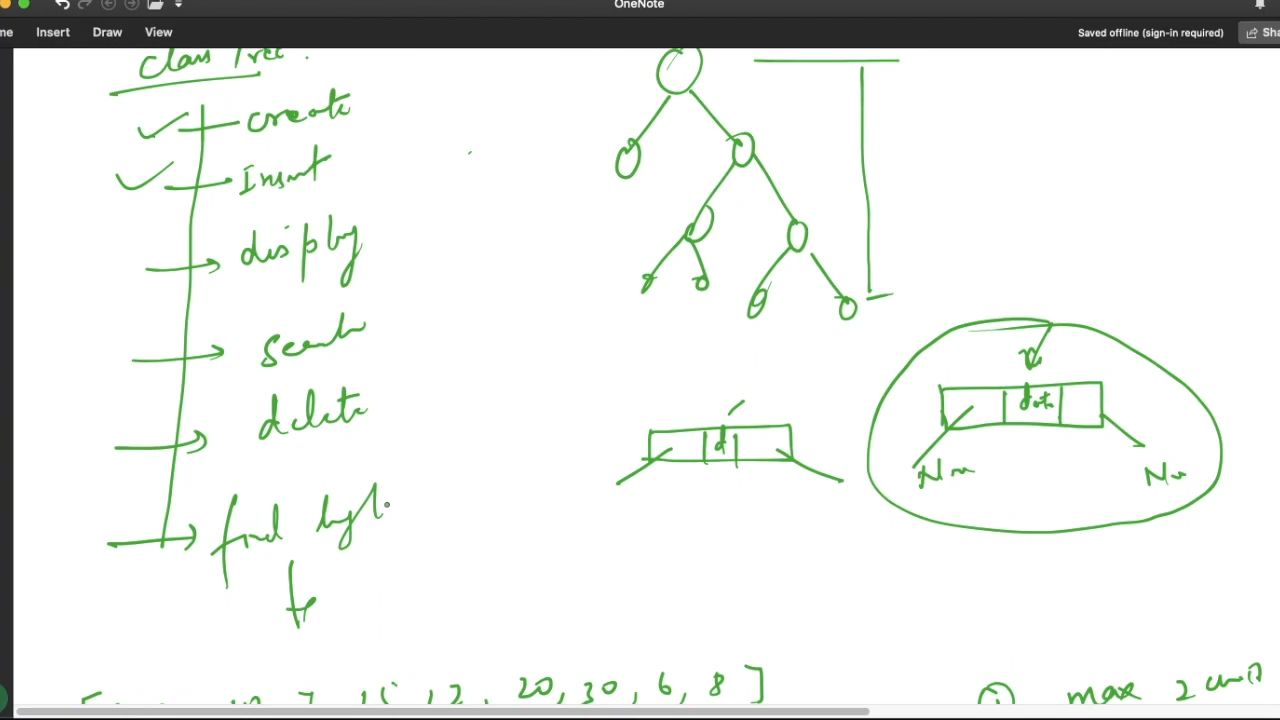 OneNote
Insert Draw View
Saved offline (sign-in required)
class Tree
create
Insert
display
search
delete
find
data
d
20, 30, 6, 8 ]
max 2